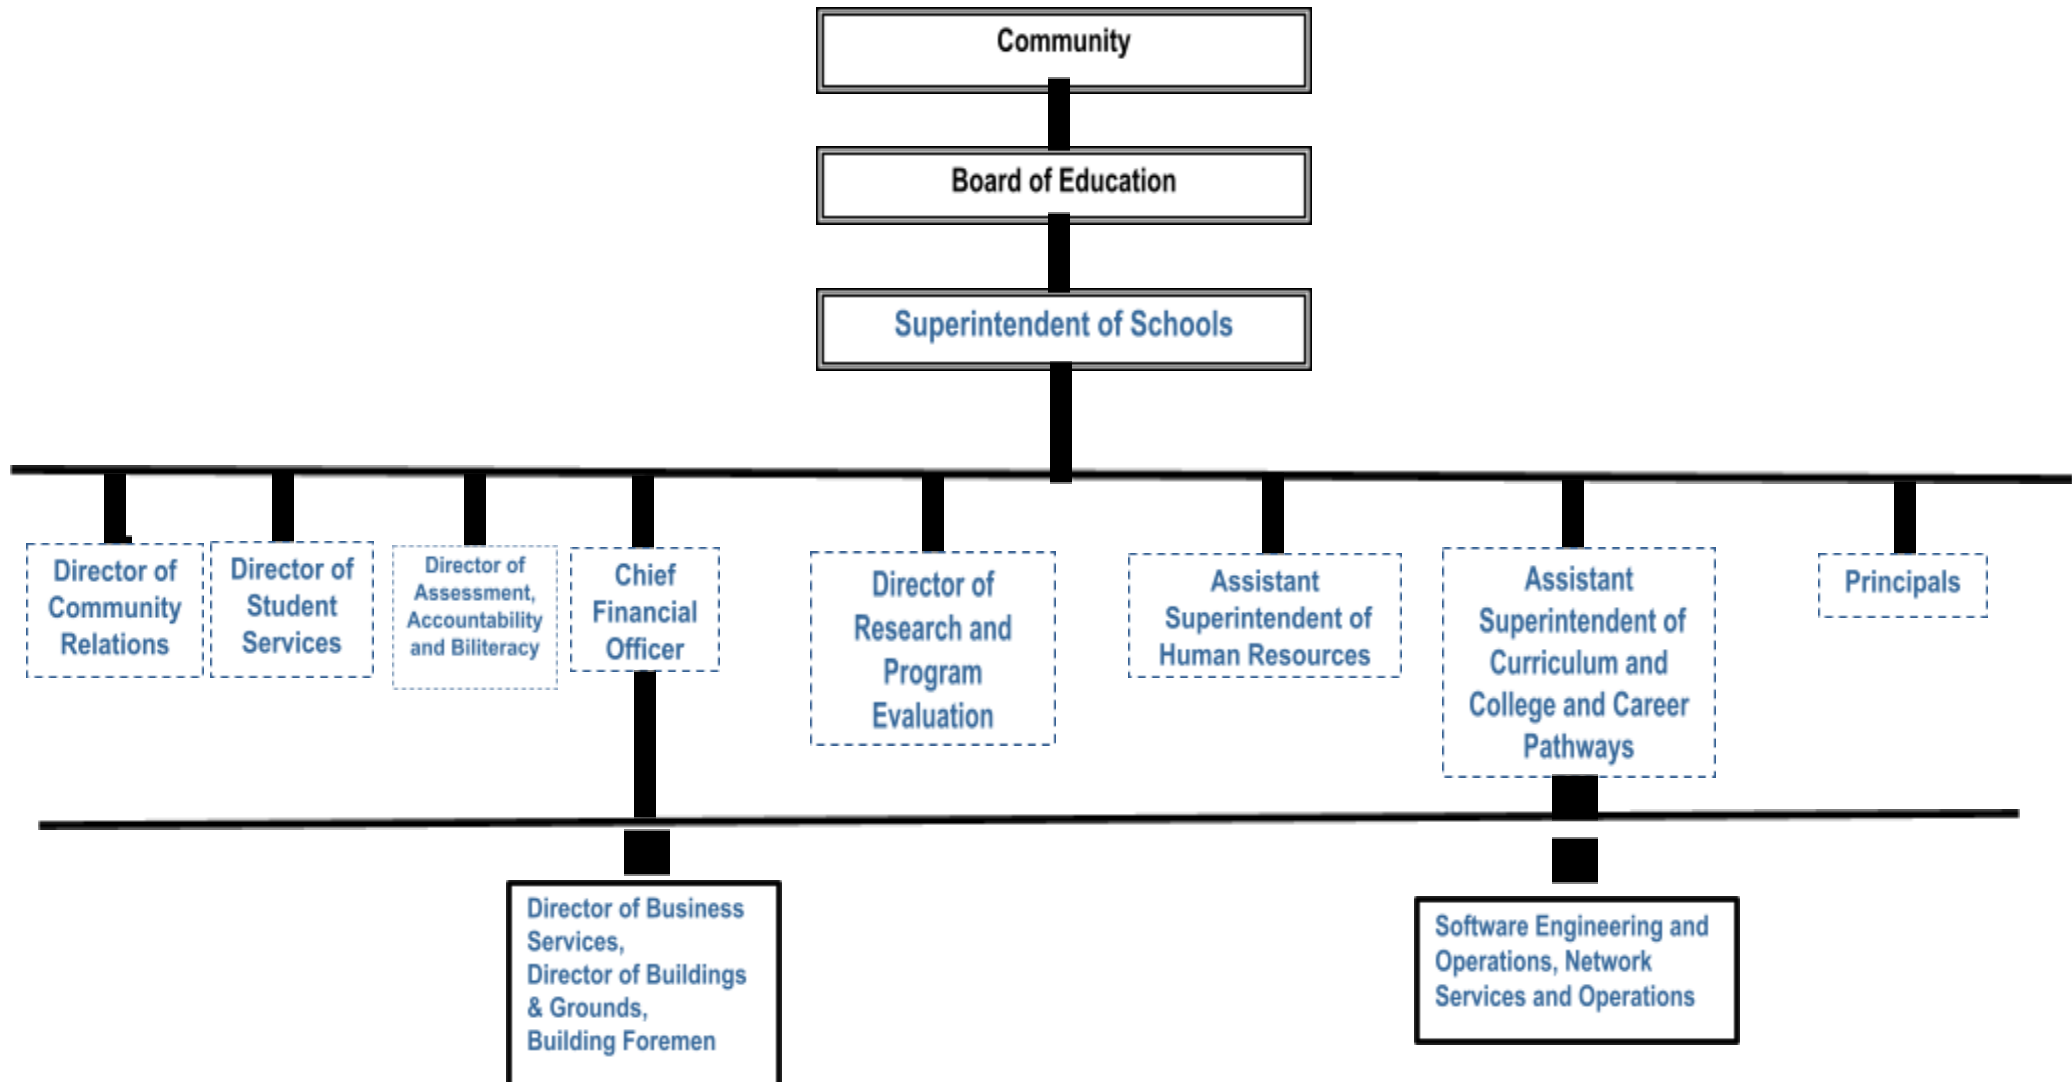 Community
Board of Education
Superintendent of Schools
Director of
Community
Relations
Director of
Student
Services
Director of
Assessment,
Accountability
and Biliteracy
Chief
Financial
Officer
Director of
Research and
Program
Evaluation
Assistant
Superintendent of
Human Resources
Assistant
Superintendent of
Curriculum and
College and Career
Pathways
Principals
Director of Business
Services,
Director of Buildings
& Grounds,
Building Foremen
Software Engineering and
Operations, Network
Services and Operations